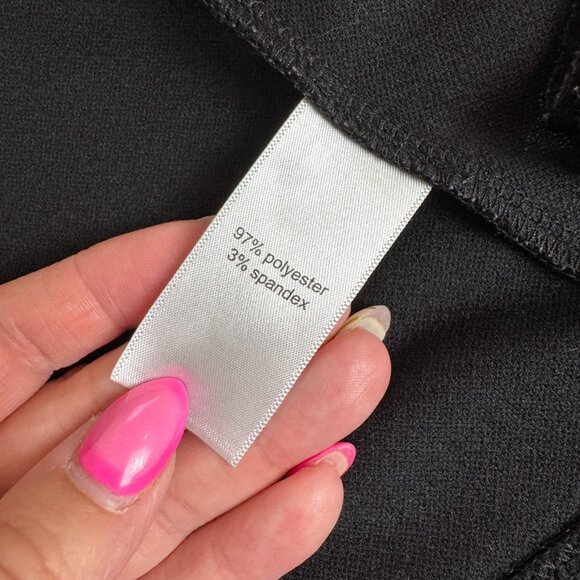 97% polyester
3% spandex